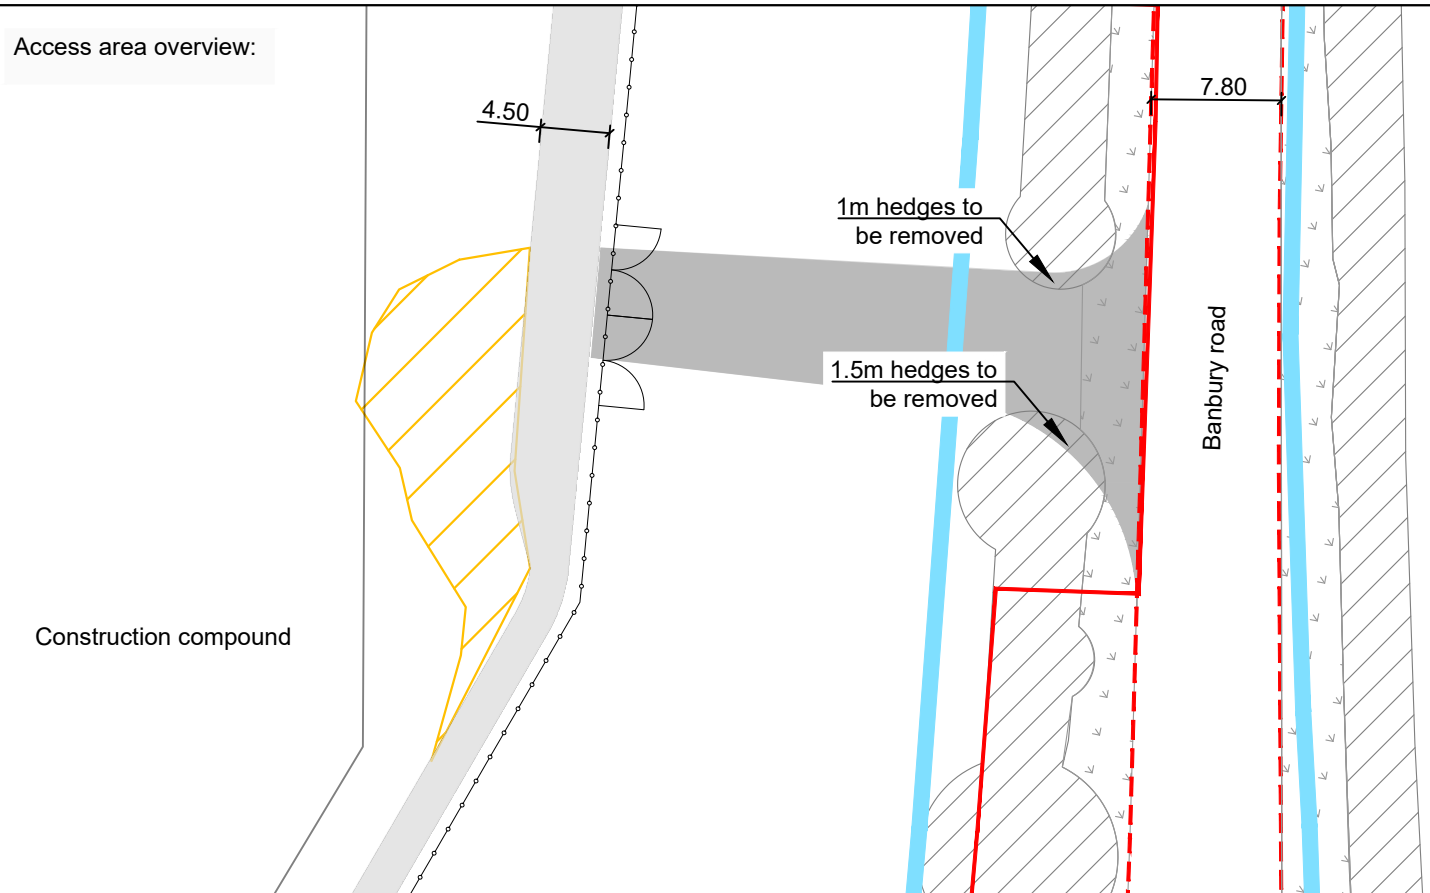 Access area overview:
4.50
7.80
1m hedges to
be removed
1.5m hedges to
be removed
Banbury road
Construction compound